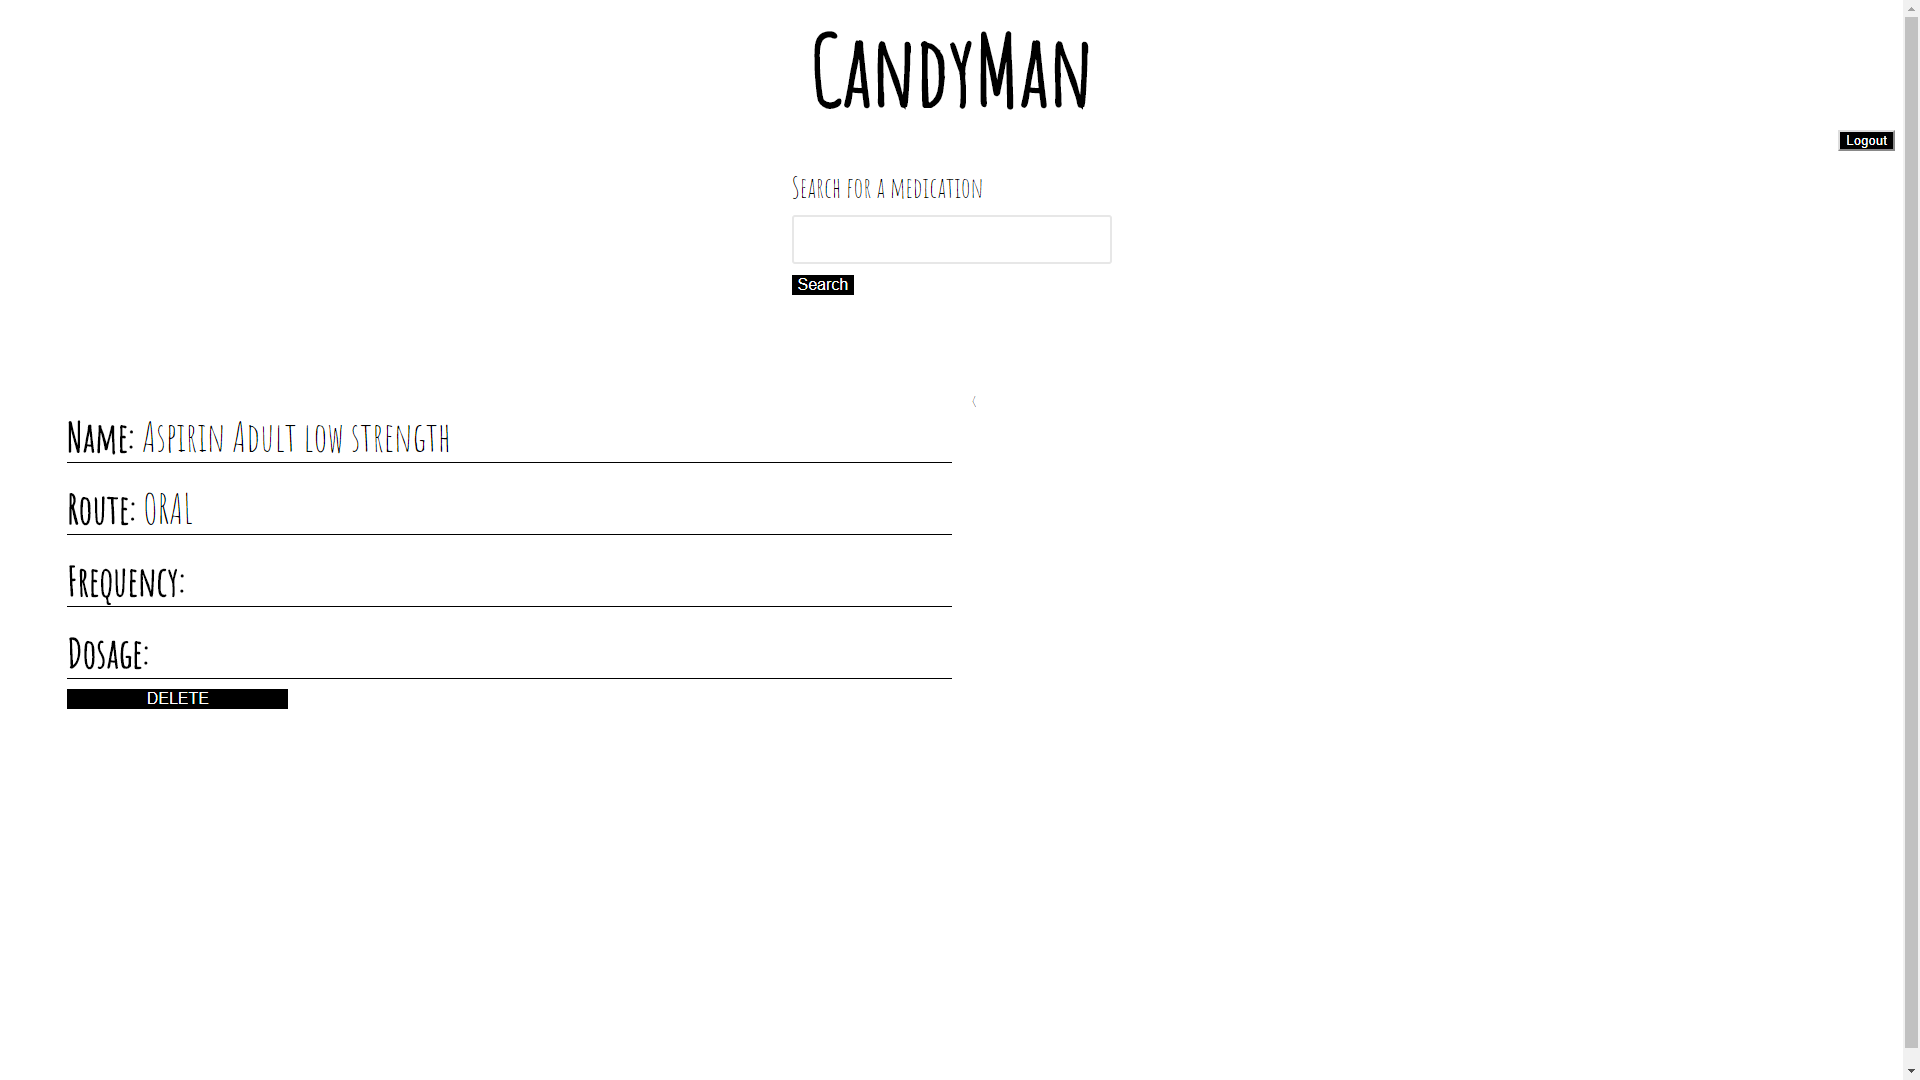 CandyMan
Logout
Search for a medication
Search
<
Name: Aspirin Adult low strength
Route: ORAL
Frequency:
Dosage:
DELETE